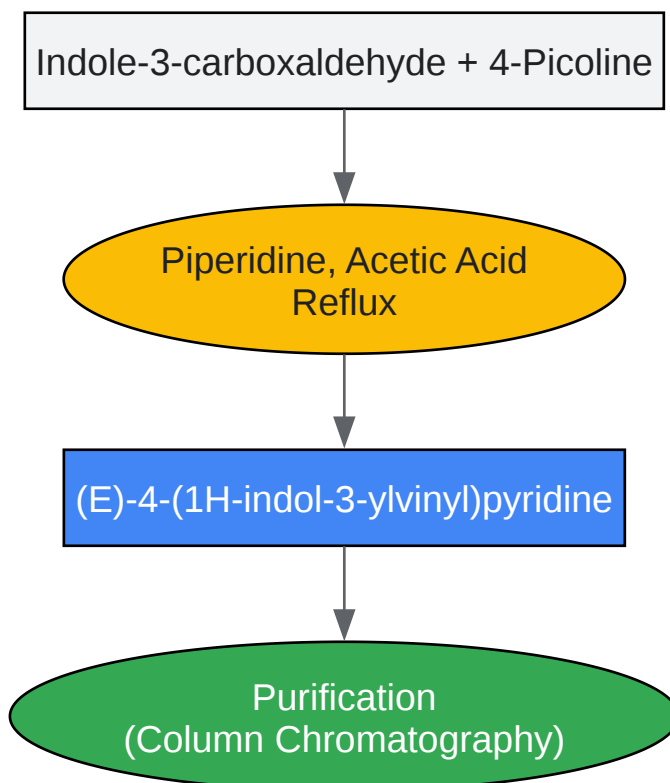 Indole-3-carboxaldehyde + 4-Picoline
Piperidine, Acetic Acid
Reflux
(E)-4-(1H-indol-3-ylvinyl)pyridine
Purification
(Column Chromatography)